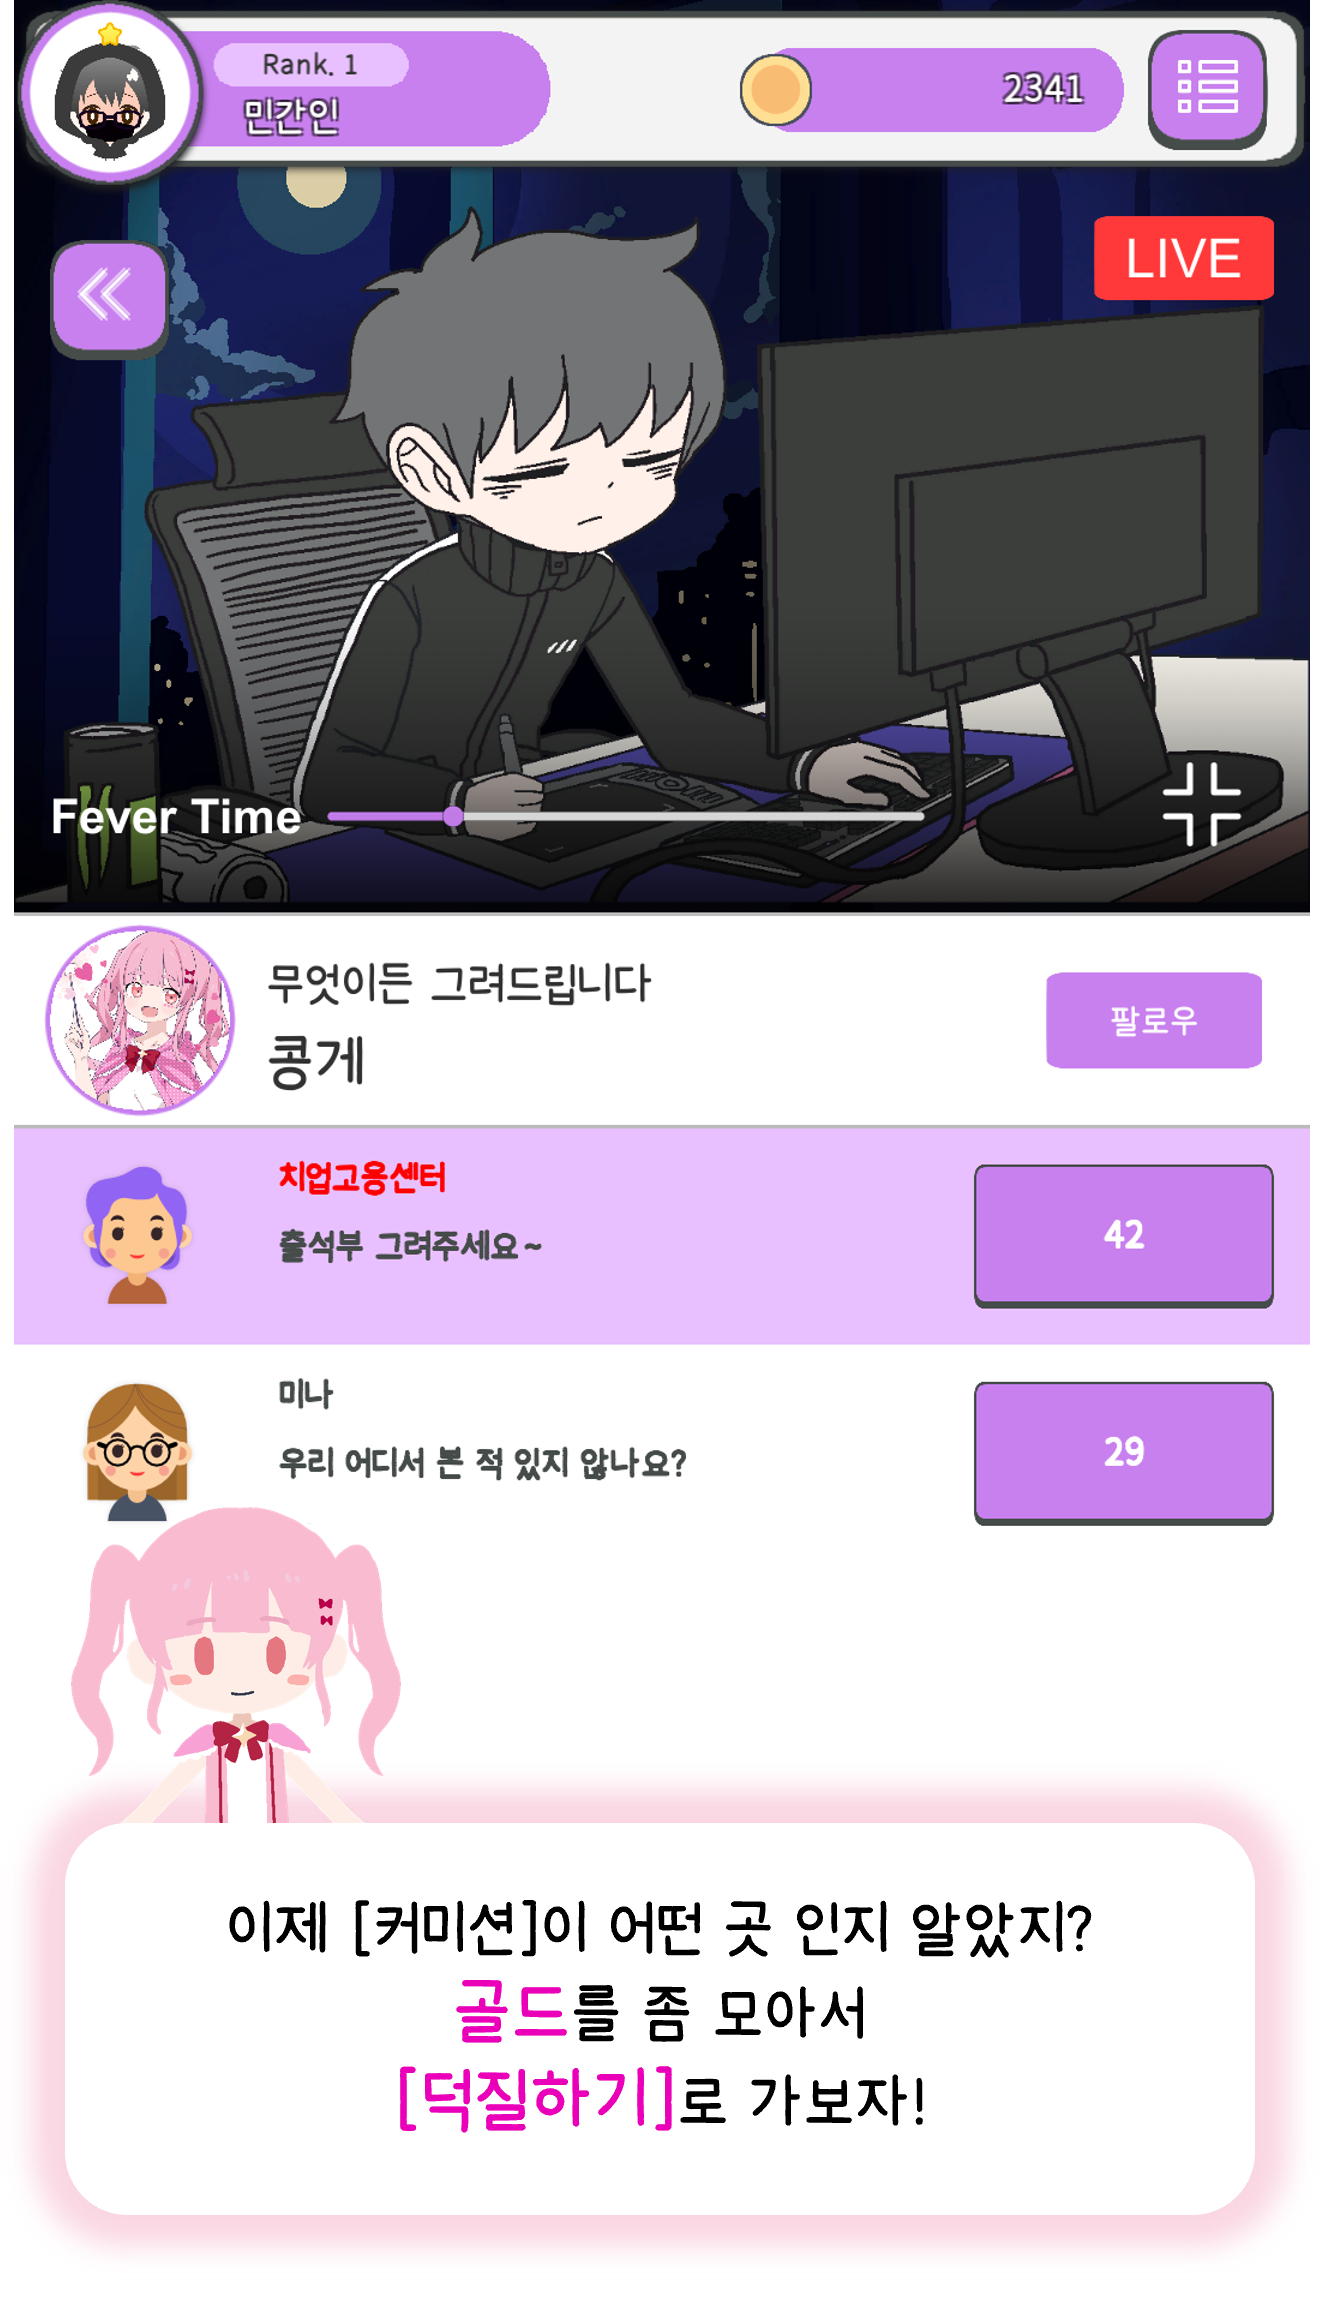 Rank. 1
민간인
2341
LIVE
Fever Time
무엇이든 그려드립니다
콩게
팔로우
치업고용센터
출석부 그려주세요~
42
미나
우리 어디서 본 적 있지 않나요?
29
이제 [커미션]이 어떤 곳 인지 알았지?
골드를 좀 모아서
[덕질하기]로 가보자!